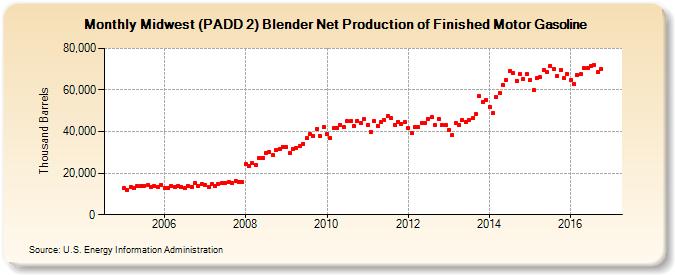 Monthly Midwest (PADD 2) Blender Net Production of Finished Motor Gasoline
Thousand Barrels
80,000
60,000
40,000
20,000
0
2006 2008 2010 2012 2014 2016
Source: U.S. Energy Information Administration